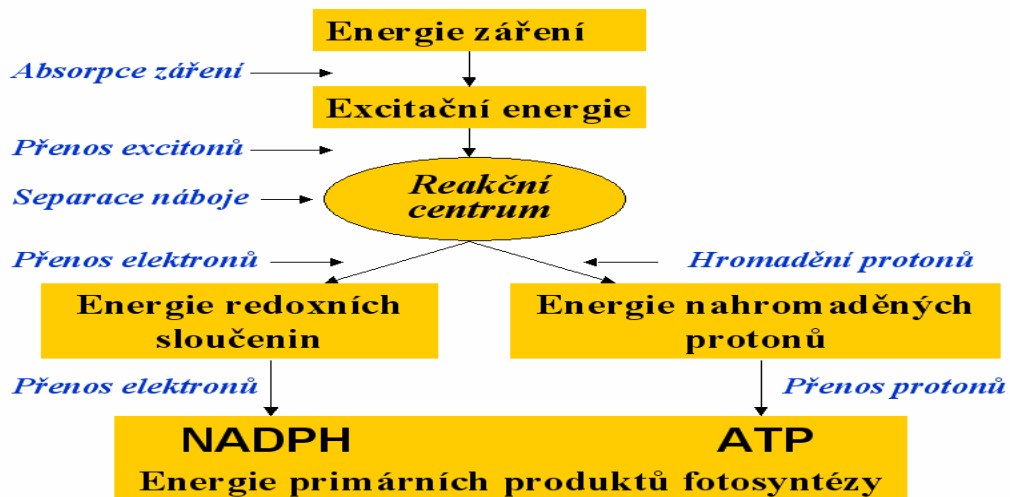 Energie záření
Absorpce záření
Excitační energie
Přenos excitonů
Reakční
centrum
Separace náboje
Přenos elektronů
Hromadění protonů
Energie redoxních
sloučenin
Energie nahromaděných
protonů
Přenos elektronů
Přenos protonů
NADPH
ATP
Energie primárních produktů fotosyntézy